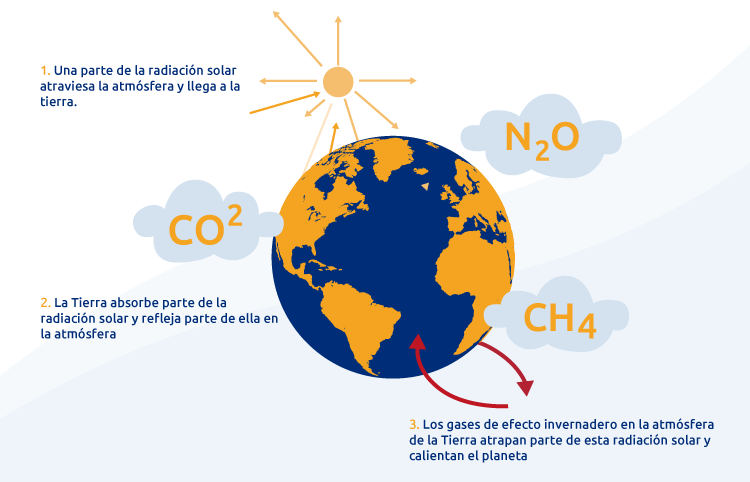 1. Una parte de la radiación solar
atraviesa la atmósfera y llega a la
tierra.
N₂O
CO²
2. La Tierra absorbe parte de la
radiación solar y refleja parte de ella en
la atmósfera
CH₄
3. Los gases de efecto invernadero en la atmósfera
de la Tierra atrapan parte de esta radiación solar y
calientan el planeta